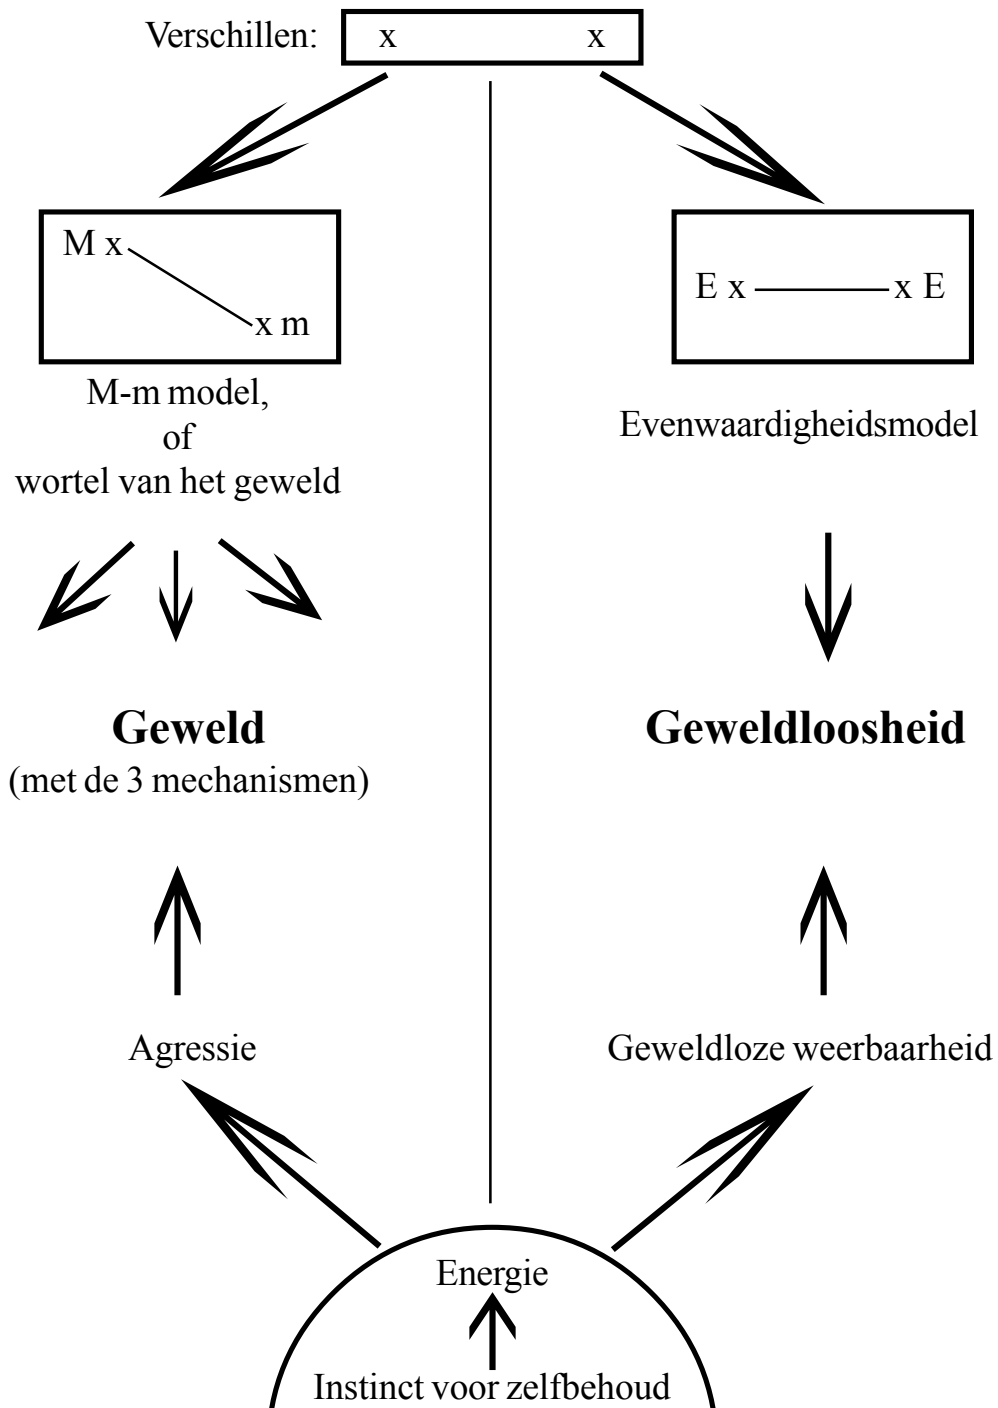 Verschillen: x x
M x
x m
E x x E
M-m model,
of
wortel van het geweld
Evenwaardigheidsmodel
Geweld
(met de 3 mechanismen)
Geweldloosheid
Agressie
Geweldloze weerbaarheid
Energie
Instinct voor zelfbehoud